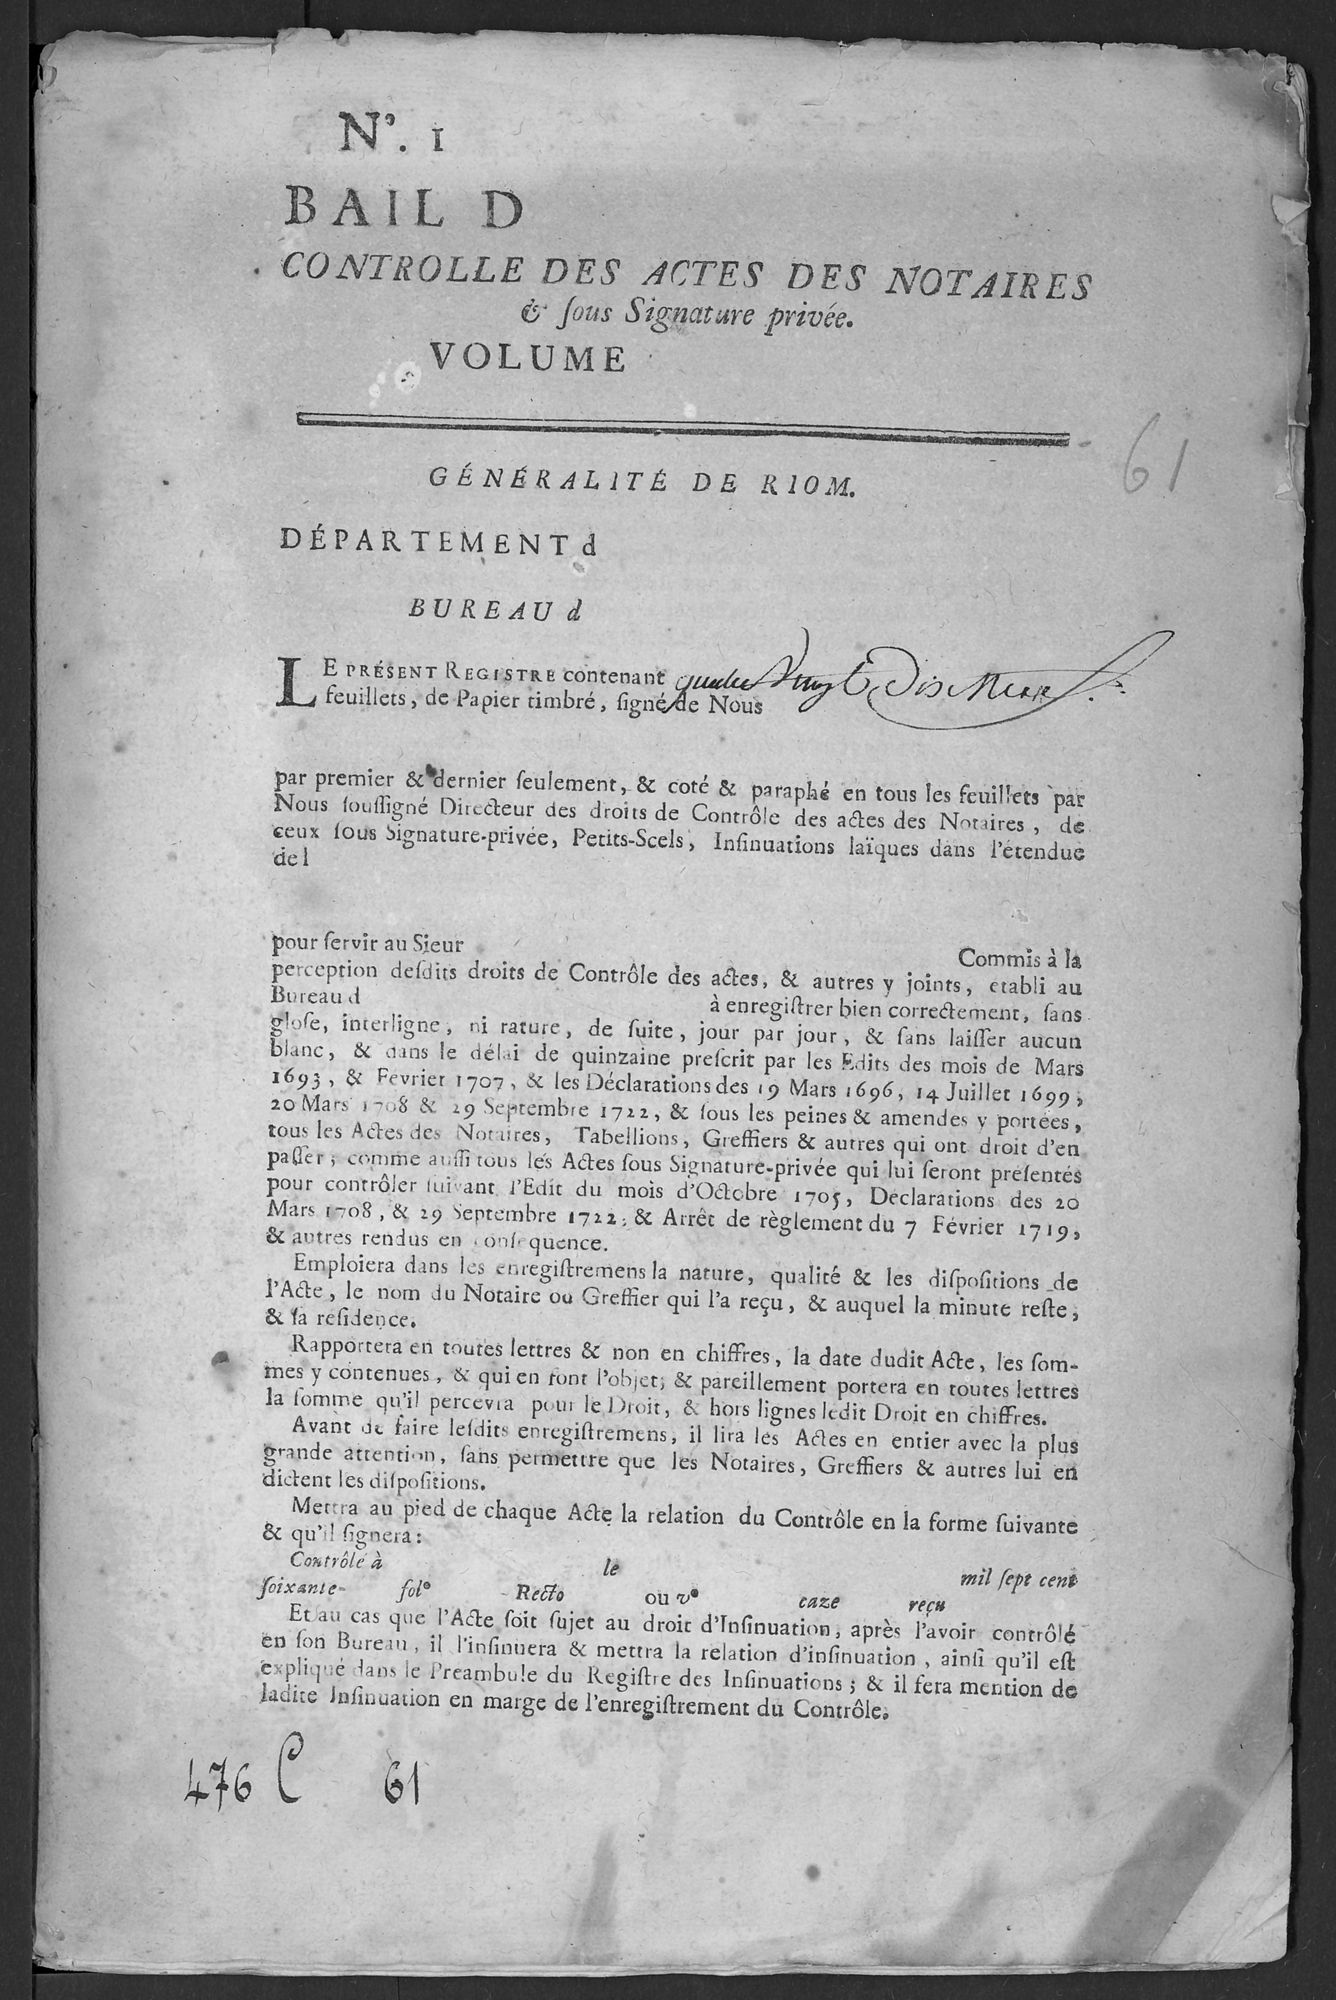 N°. 1
BAIL D
CONTROLLE DES ACTES DES NOTAIRES
& ſous Signature privée.
VOLUME
61
GÉNÉRALITÉ DE RIOM.
DÉPARTEMENT d
BUREAU d
LE PRÉSENT REGISTRE contenant quatre vingt Dix Neuf
feuillets, de Papier timbré, ſigné de Nous
par premier & dernier ſeulement, & coté & paraphé en tous les feuillets par
Nous ſouſſigné Directeur des droits de Contrôle des actes des Notaires, de
ceux ſous Signature-privée, Petits-Scels, Inſinuations laïques dans l'étendue
del
pour ſervir au Sieur Commis à la
perception deſdits droits de Contrôle des actes, & autres y joints, établi au
Bureau d à enregiſtrer bien correctement, ſans
gloſe, interligne, ni rature, de ſuite, jour par jour, & ſans laiſſer aucun
blanc, & dans le délai de quinzaine preſcrit par les Edits des mois de Mars
1693, & Février 1707, & les Déclarations des 19 Mars 1696, 14 Juillet 1699,
20 Mars 1708 & 29 Septembre 1722, & ſous les peines & amendes y portées,
tous les Actes des Notaires, Tabellions, Greffiers & autres qui ont droit d'en
paſſer; comme auſſi tous les Actes ſous Signature-privée qui lui ſeront préſentés
pour contrôler ſuivant l'Edit du mois d'Octobre 1705, Déclarations des 20
Mars 1708, & 29 Septembre 1722; & Arrêt de règlement du 7 Février 1719,
& autres rendus en conſéquence.
Emploiera dans les enregiſtremens la nature, qualité & les diſpoſitions de
l'Acte, le nom du Notaire ou Greffier qui l'a reçu, & auquel la minute reſte,
& ſa réſidence.
Rapportera en toutes lettres & non en chiffres, la date dudit Acte, les ſom-
mes y contenues, & qui en font l'objet; & pareillement portera en toutes lettres
la ſomme qu'il percevra pour le Droit, & hors lignes ledit Droit en chiffres.
Avant de faire leſdits enregiſtremens, il lira les Actes en entier avec la plus
grande attention, ſans permettre que les Notaires, Greffiers & autres lui en
dictent les diſpoſitions.
Mettra au pied de chaque Acte la relation du Contrôle en la forme ſuivante
& qu'il ſignera:
Contrôlé à le mil ſept cent
ſoixante- fol° Recto ou v° caze reçu
Et au cas que l'Acte ſoit ſujet au droit d'Inſinuation, après l'avoir contrôlé
en ſon Bureau, il l'inſinuera & mettra la relation d'inſinuation, ainſi qu'il eſt
expliqué dans le Préambule du Regiſtre des Inſinuations; & il fera mention de
ladite Inſinuation en marge de l'enregiſtrement du Contrôle.
476 C 61